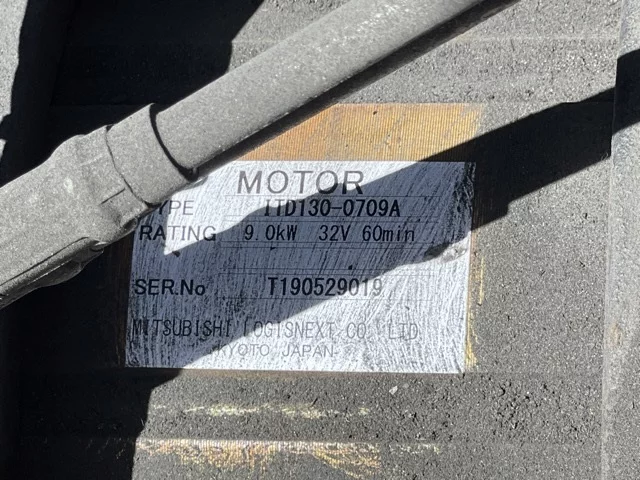 MOTOR
TYPE ITD130-0709A
RATING 9.0kW 32V 60min
SER.No T190529019
MITSUBISHI LOGISNEXT CO. LTD.
KYOTO JAPAN